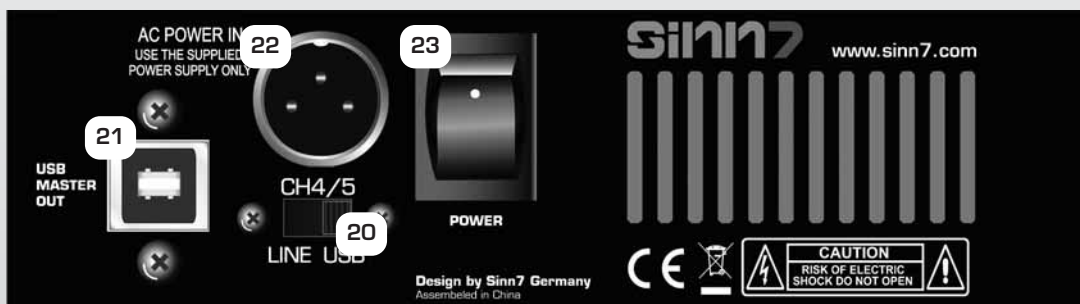 AC POWER IN
USE THE SUPPLIED
POWER SUPPLY ONLY
22
23
Sinn7
www.sinn7.com
21
USB
MASTER
OUT
CH4/5
20
LINE USB
POWER
Design by Sinn7 Germany
Assembeled in China
CE
CAUTION
RISK OF ELECTRIC
SHOCK DO NOT OPEN